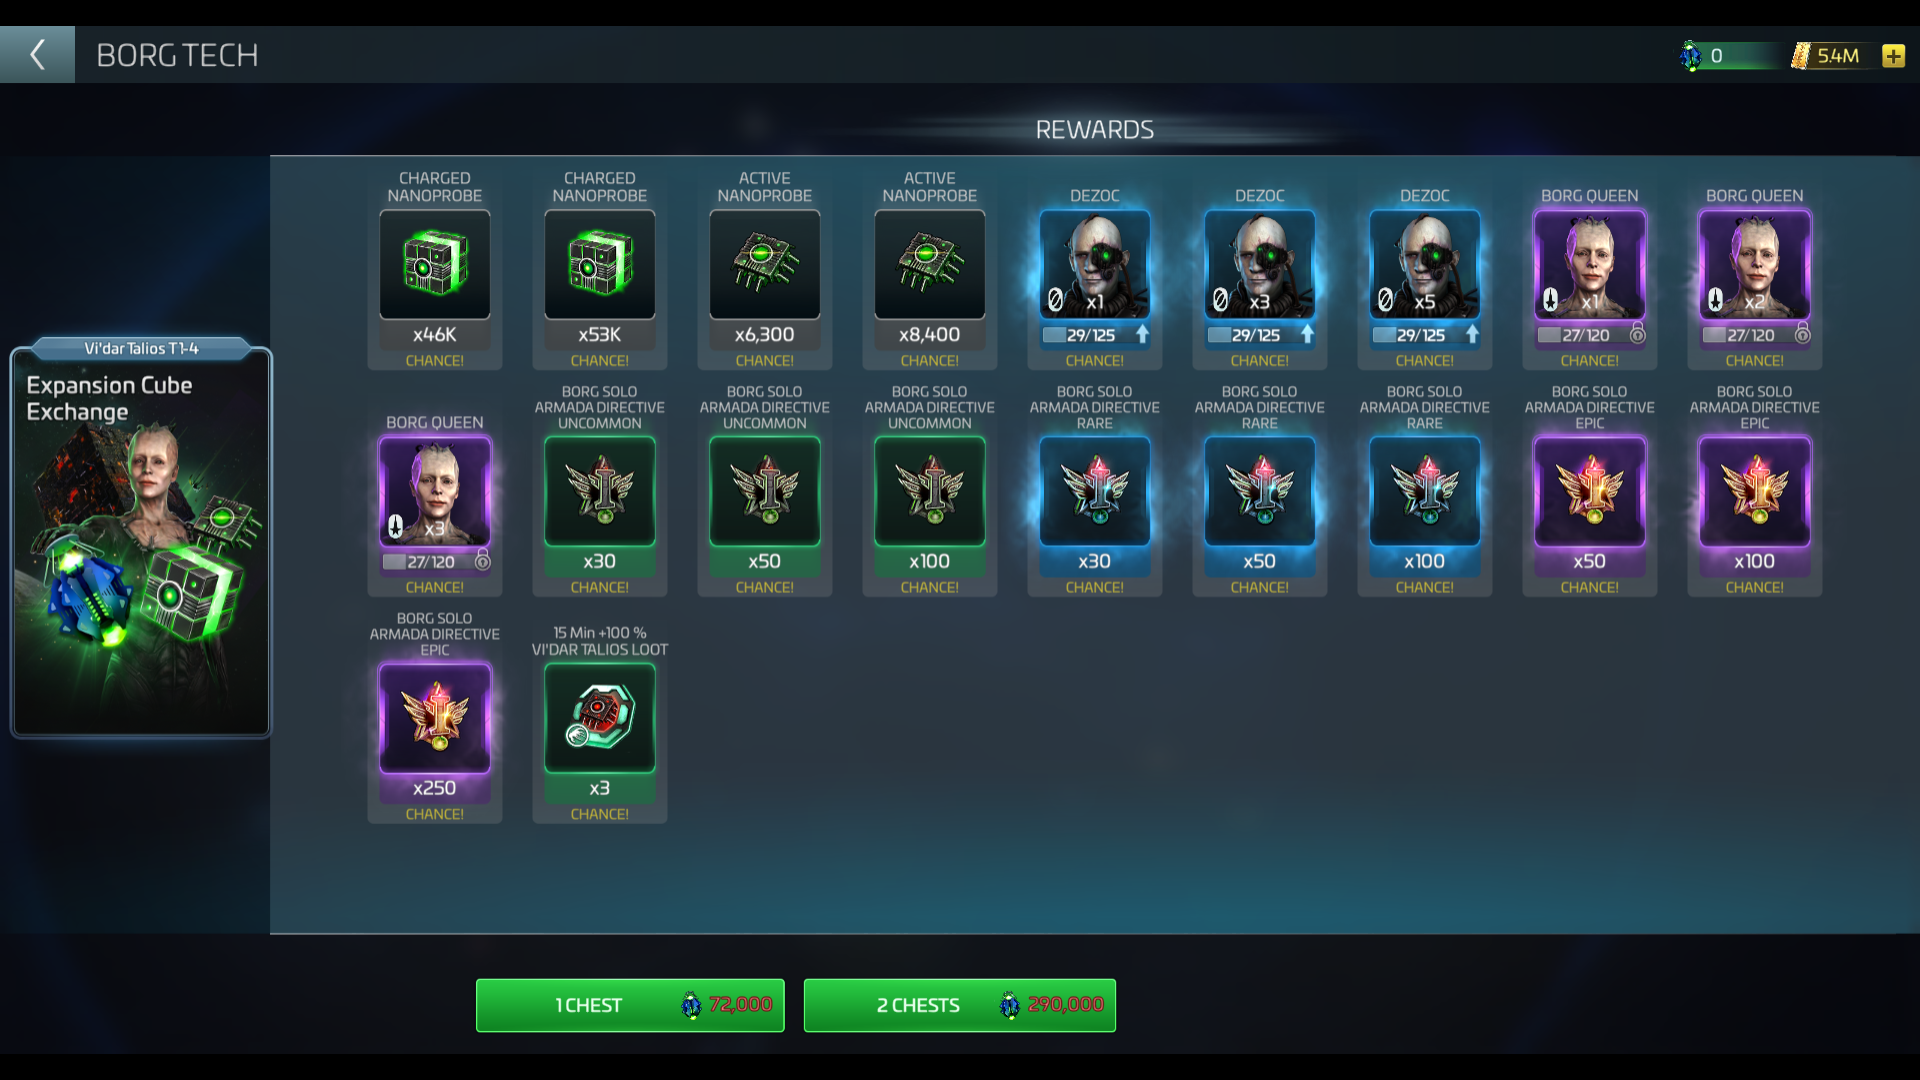 BORG TECH
0
5.4M
REWARDS
Vi'dar Talios T1-4
Expansion Cube
Exchange
CHARGED
NANOPROBE
x46K
CHANCE!
CHARGED
NANOPROBE
x53K
CHANCE!
ACTIVE
NANOPROBE
x6,300
CHANCE!
ACTIVE
NANOPROBE
x8,400
CHANCE!
DEZOC
x1
29/125
CHANCE!
DEZOC
x3
29/125
CHANCE!
DEZOC
x5
29/125
CHANCE!
BORG QUEEN
x1
27/120
CHANCE!
BORG QUEEN
x2
27/120
CHANCE!
BORG QUEEN
x3
27/120
CHANCE!
BORG SOLO
ARMADA DIRECTIVE
UNCOMMON
x30
CHANCE!
BORG SOLO
ARMADA DIRECTIVE
UNCOMMON
x50
CHANCE!
BORG SOLO
ARMADA DIRECTIVE
UNCOMMON
x100
CHANCE!
BORG SOLO
ARMADA DIRECTIVE
RARE
x30
CHANCE!
BORG SOLO
ARMADA DIRECTIVE
RARE
x50
CHANCE!
BORG SOLO
ARMADA DIRECTIVE
RARE
x100
CHANCE!
BORG SOLO
ARMADA DIRECTIVE
EPIC
x50
CHANCE!
BORG SOLO
ARMADA DIRECTIVE
EPIC
x100
CHANCE!
BORG SOLO
ARMADA DIRECTIVE
EPIC
x250
CHANCE!
15 Min +100 %
VI'DAR TALIOS LOOT
x3
CHANCE!
1 CHEST 72,000
2 CHESTS 290,000